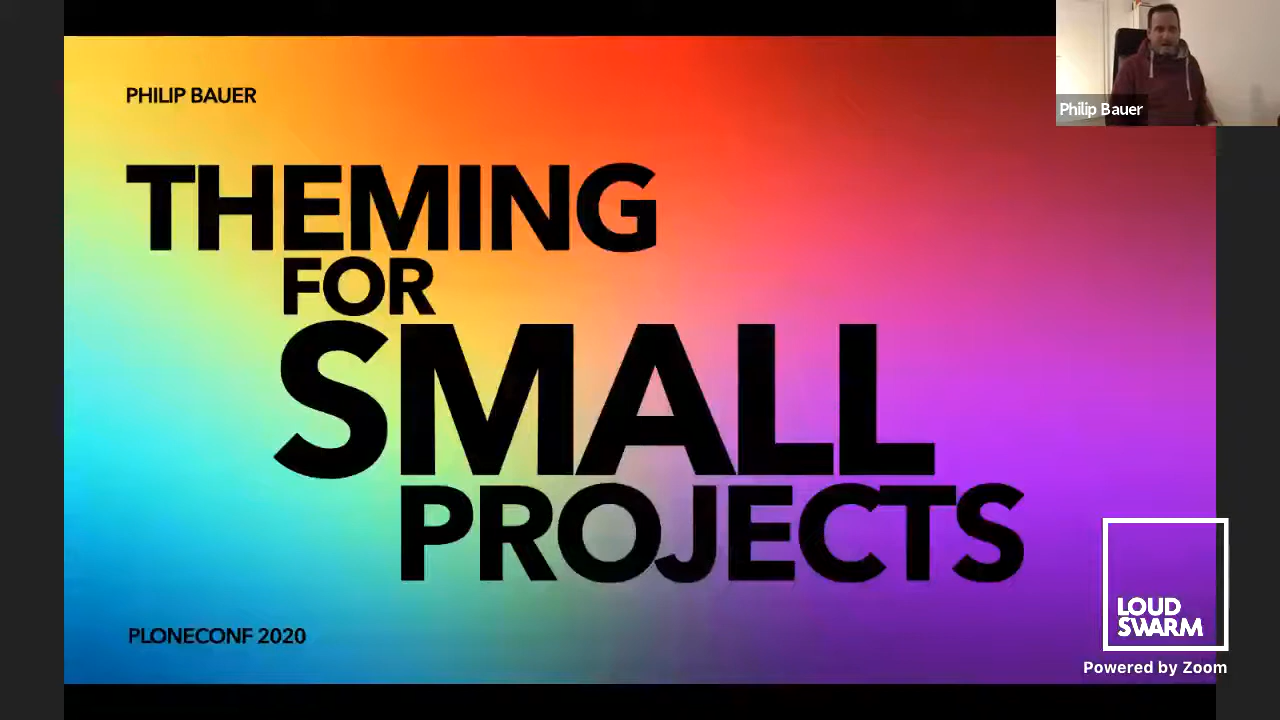 PHILIP BAUER
THEMING
FOR
SMALL
PROJECTS
PLONECONF 2020
Philip Bauer
LOUD
SWARM
Powered by Zoom